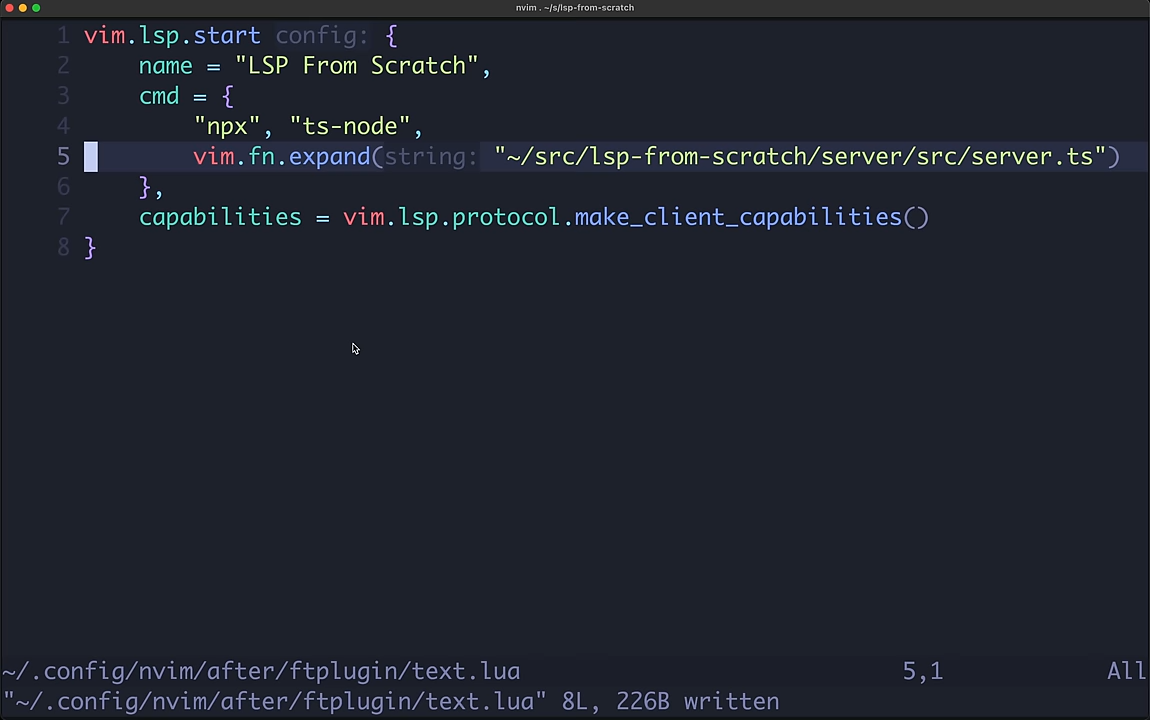 nvim . ~/s/lsp-from-scratch
1 vim.lsp.start config: {
2     name = "LSP From Scratch",
3     cmd = {
4         "npx", "ts-node",
5         vim.fn.expand(string: "~/src/lsp-from-scratch/server/src/server.ts")
6     },
7     capabilities = vim.lsp.protocol.make_client_capabilities()
8 }
~/.config/nvim/after/ftplugin/text.lua 5,1 All
"~/.config/nvim/after/ftplugin/text.lua" 8L, 226B written